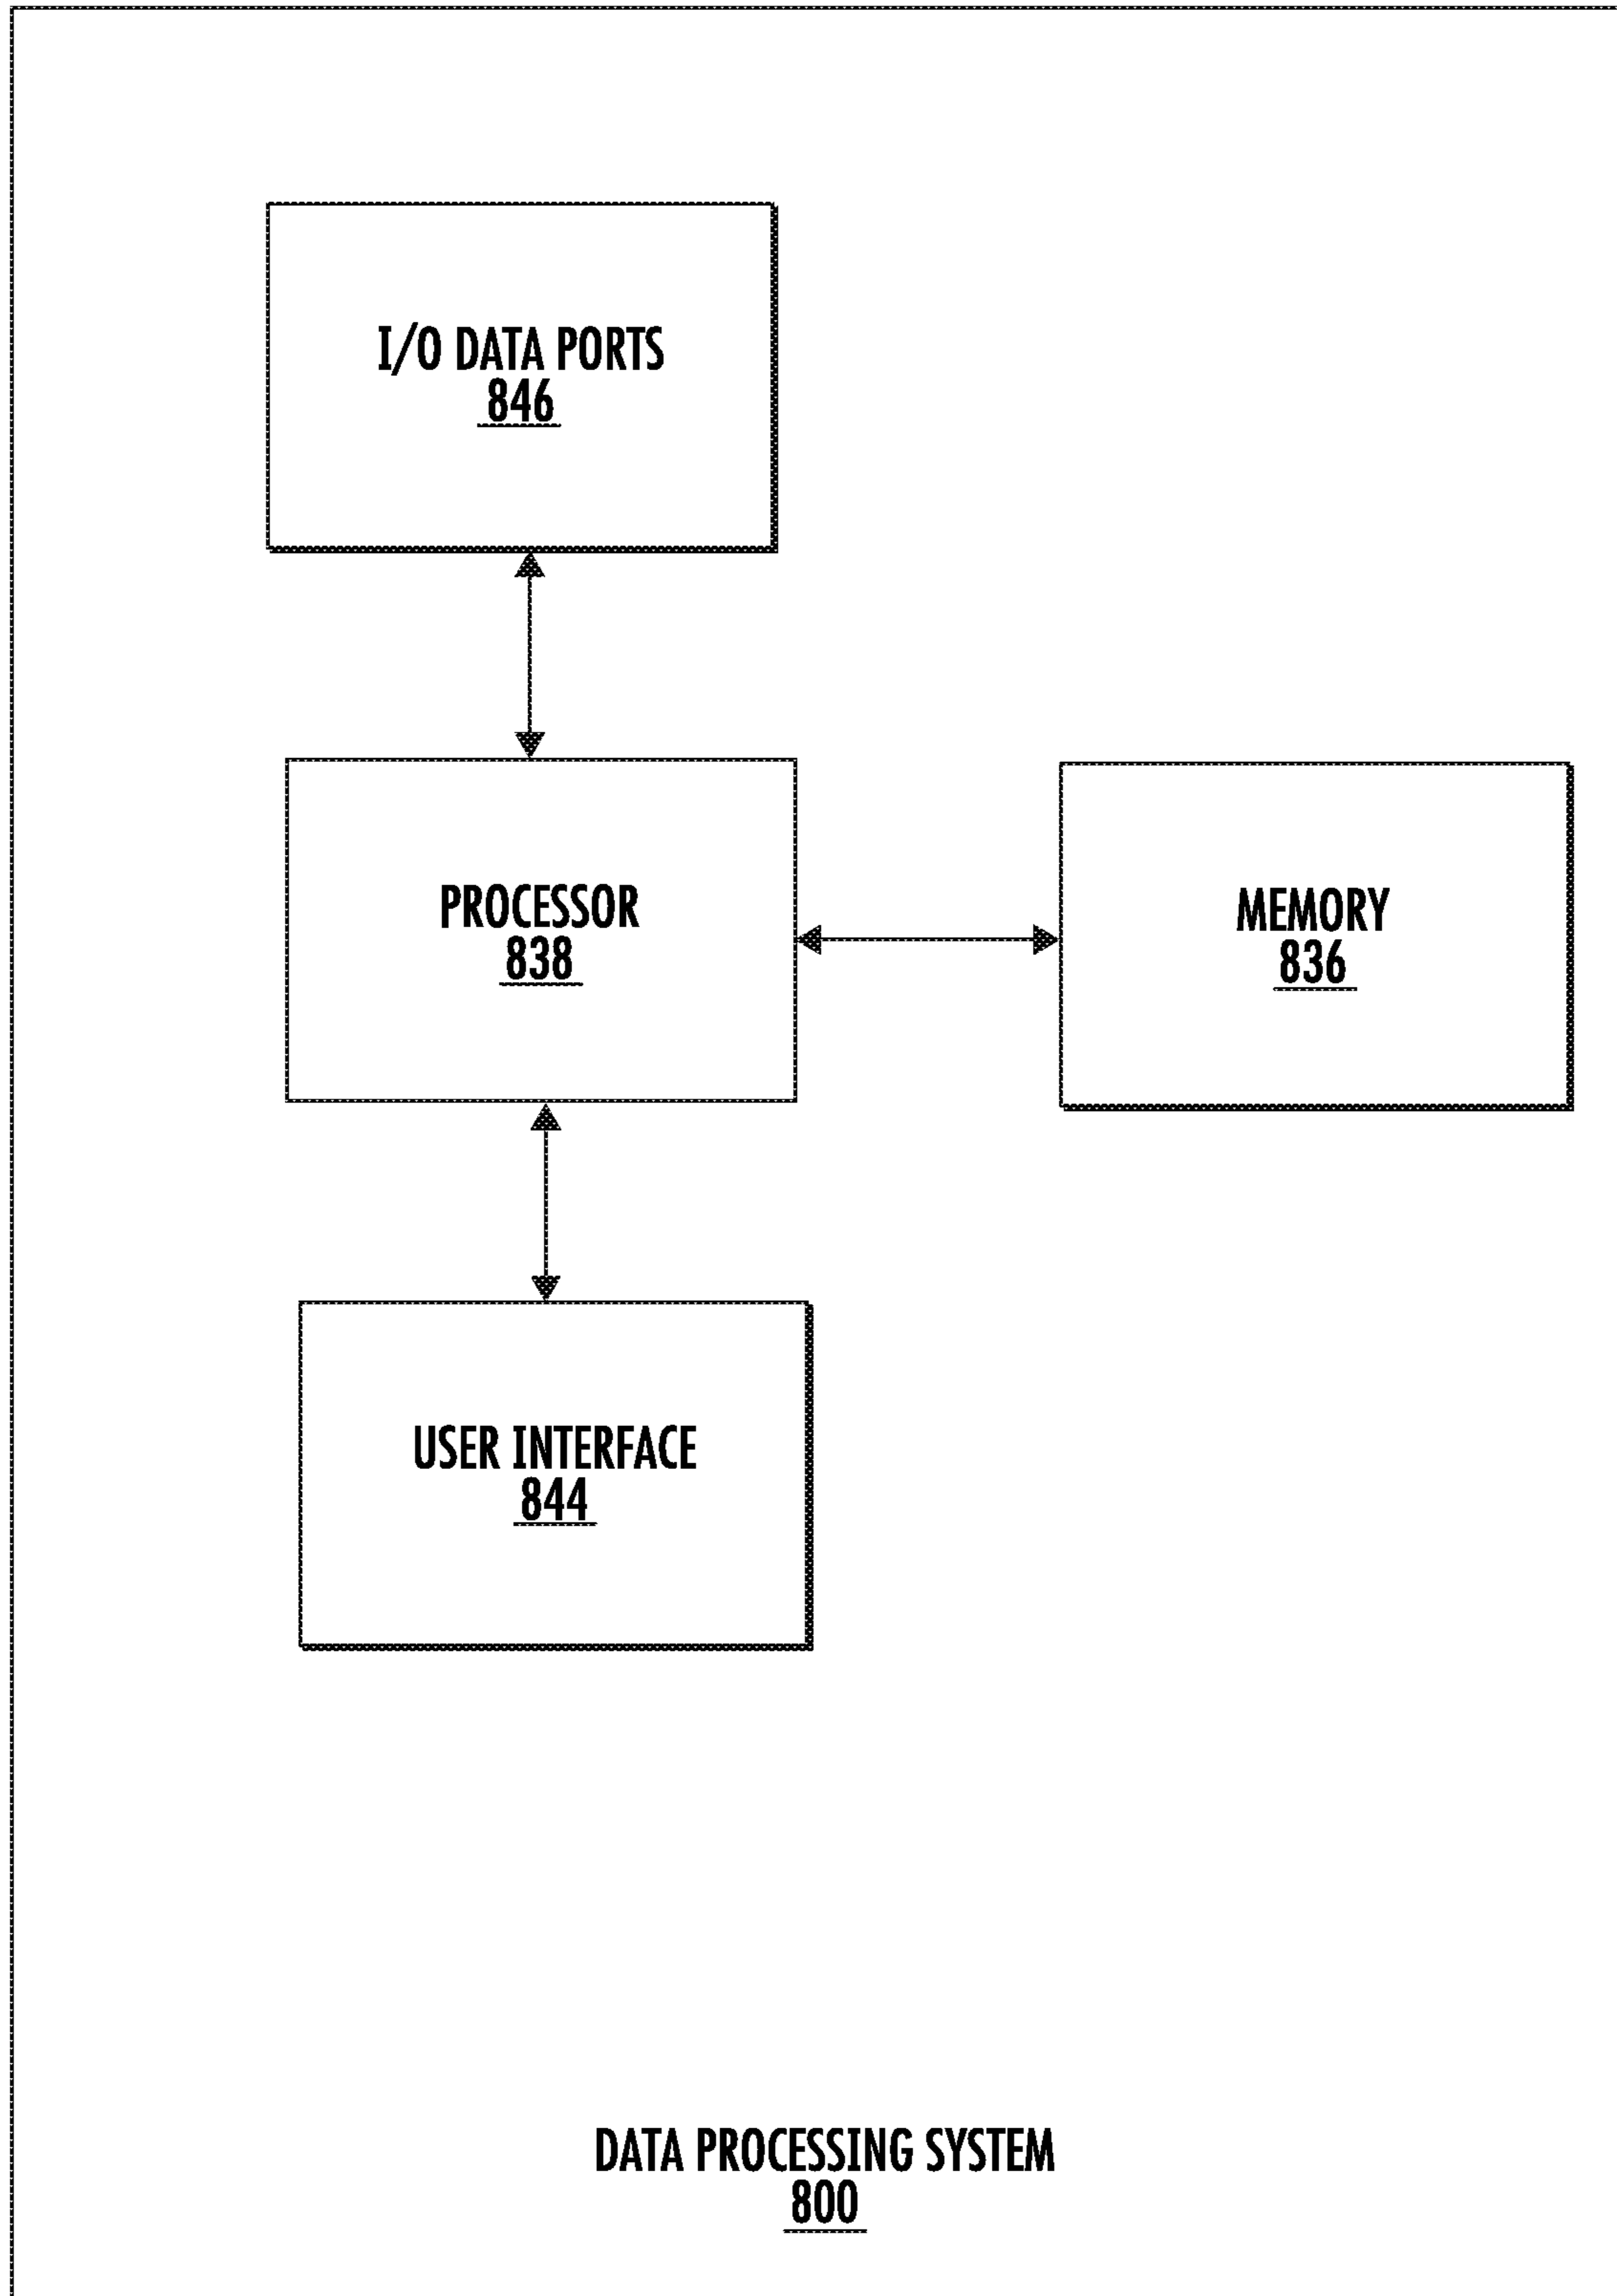 I/O DATA PORTS
846
PROCESSOR
838
MEMORY
836
USER INTERFACE
844
DATA PROCESSING SYSTEM
800